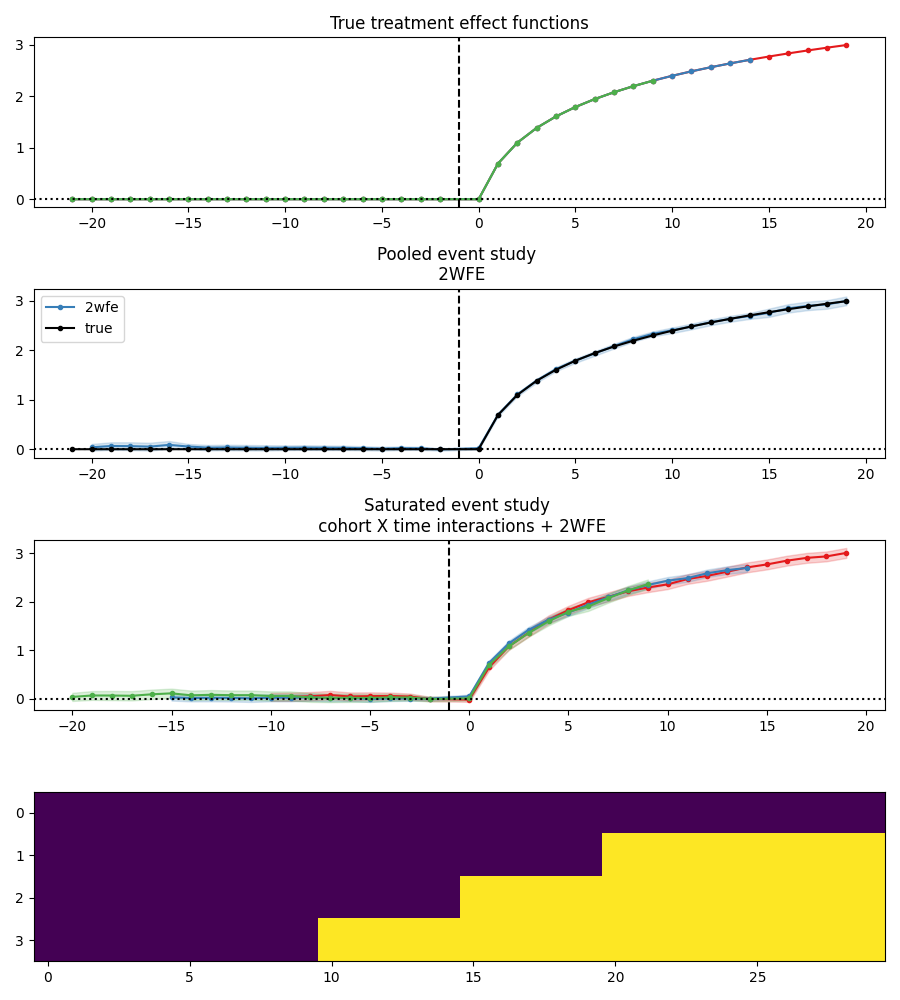 True treatment effect functions
3
2
1
0
−20 −15 −10 −5 0 5 10 15 20
Pooled event study
2WFE
2wfe
true
3
2
1
0
−20 −15 −10 −5 0 5 10 15 20
Saturated event study
cohort X time interactions + 2WFE
3
2
1
0
−20 −15 −10 −5 0 5 10 15 20
0
1
2
3
0 5 10 15 20 25